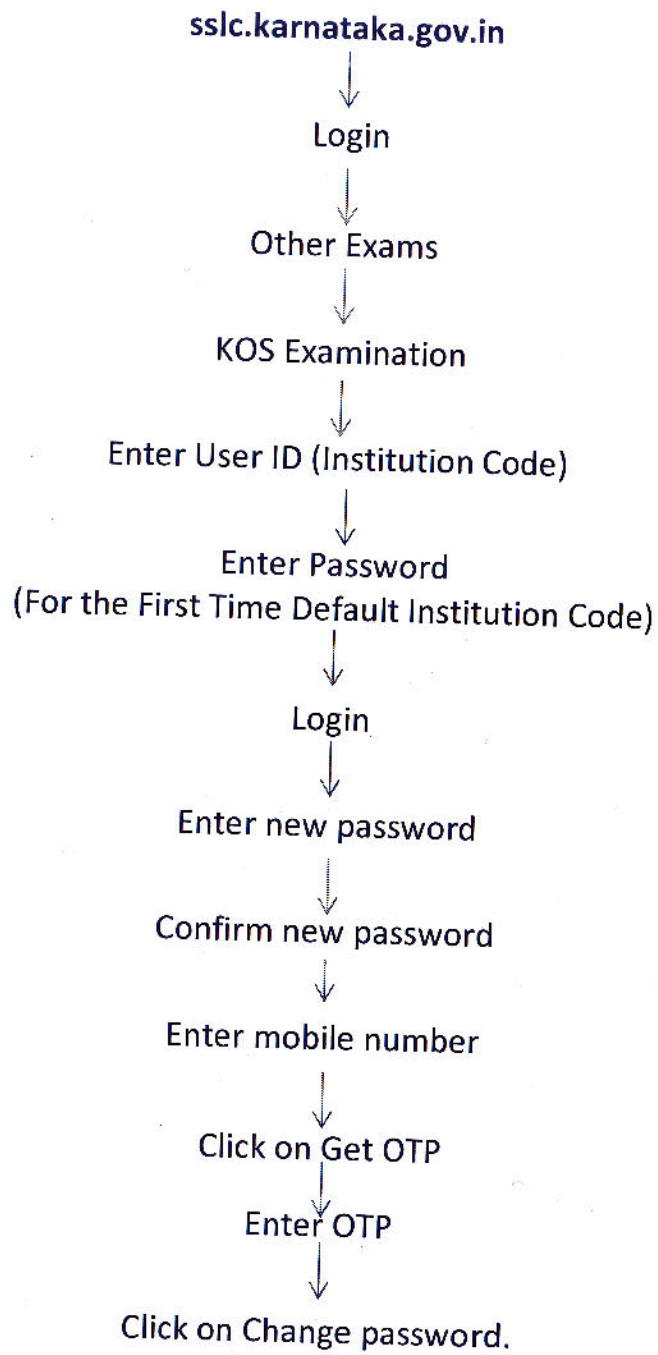 sslc.karnataka.gov.in
Login
Other Exams
KOS Examination
Enter User ID (Institution Code)
Enter Password
(For the First Time Default Institution Code)
Login
Enter new password
Confirm new password
Enter mobile number
Click on Get OTP
Enter OTP
Click on Change password.